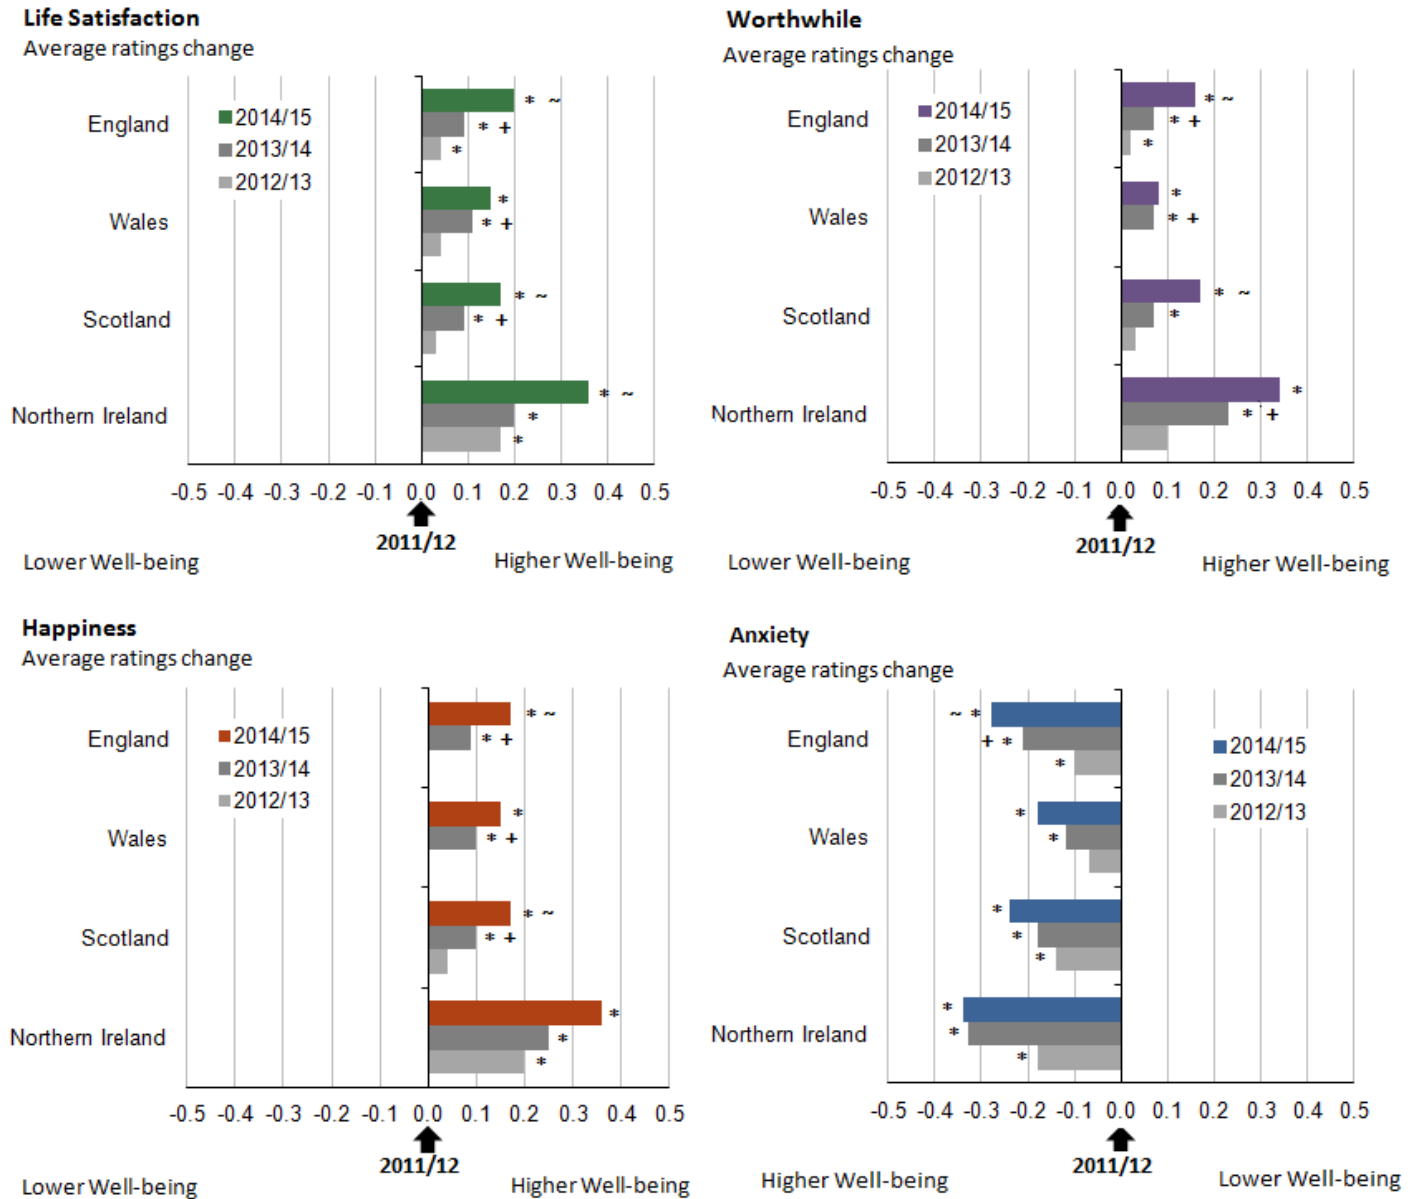 Life Satisfaction
Average ratings change
England
Wales
Scotland
Northern Ireland
2014/15
2013/14
2012/13
* ~
* +
*
*
* +
* ~
* +
* ~
*
*
-0.5 -0.4 -0.3 -0.2 -0.1 0.0 0.1 0.2 0.3 0.4 0.5
2011/12
Lower Well-being
Higher Well-being
Worthwhile
Average ratings change
England
Wales
Scotland
Northern Ireland
2014/15
2013/14
2012/13
* ~
* +
*
*
* +
* ~
*
*
* +
-0.5 -0.4 -0.3 -0.2 -0.1 0.0 0.1 0.2 0.3 0.4 0.5
2011/12
Lower Well-being
Higher Well-being
Happiness
Average ratings change
England
Wales
Scotland
Northern Ireland
2014/15
2013/14
2012/13
* ~
* +
*
* +
* ~
* +
*
*
*
-0.5 -0.4 -0.3 -0.2 -0.1 0.0 0.1 0.2 0.3 0.4 0.5
2011/12
Lower Well-being
Higher Well-being
Anxiety
Average ratings change
England
Wales
Scotland
Northern Ireland
~ *
+ *
*
*
*
*
*
*
*
*
*
2014/15
2013/14
2012/13
-0.5 -0.4 -0.3 -0.2 -0.1 0.0 0.1 0.2 0.3 0.4 0.5
2011/12
Higher Well-being
Lower Well-being